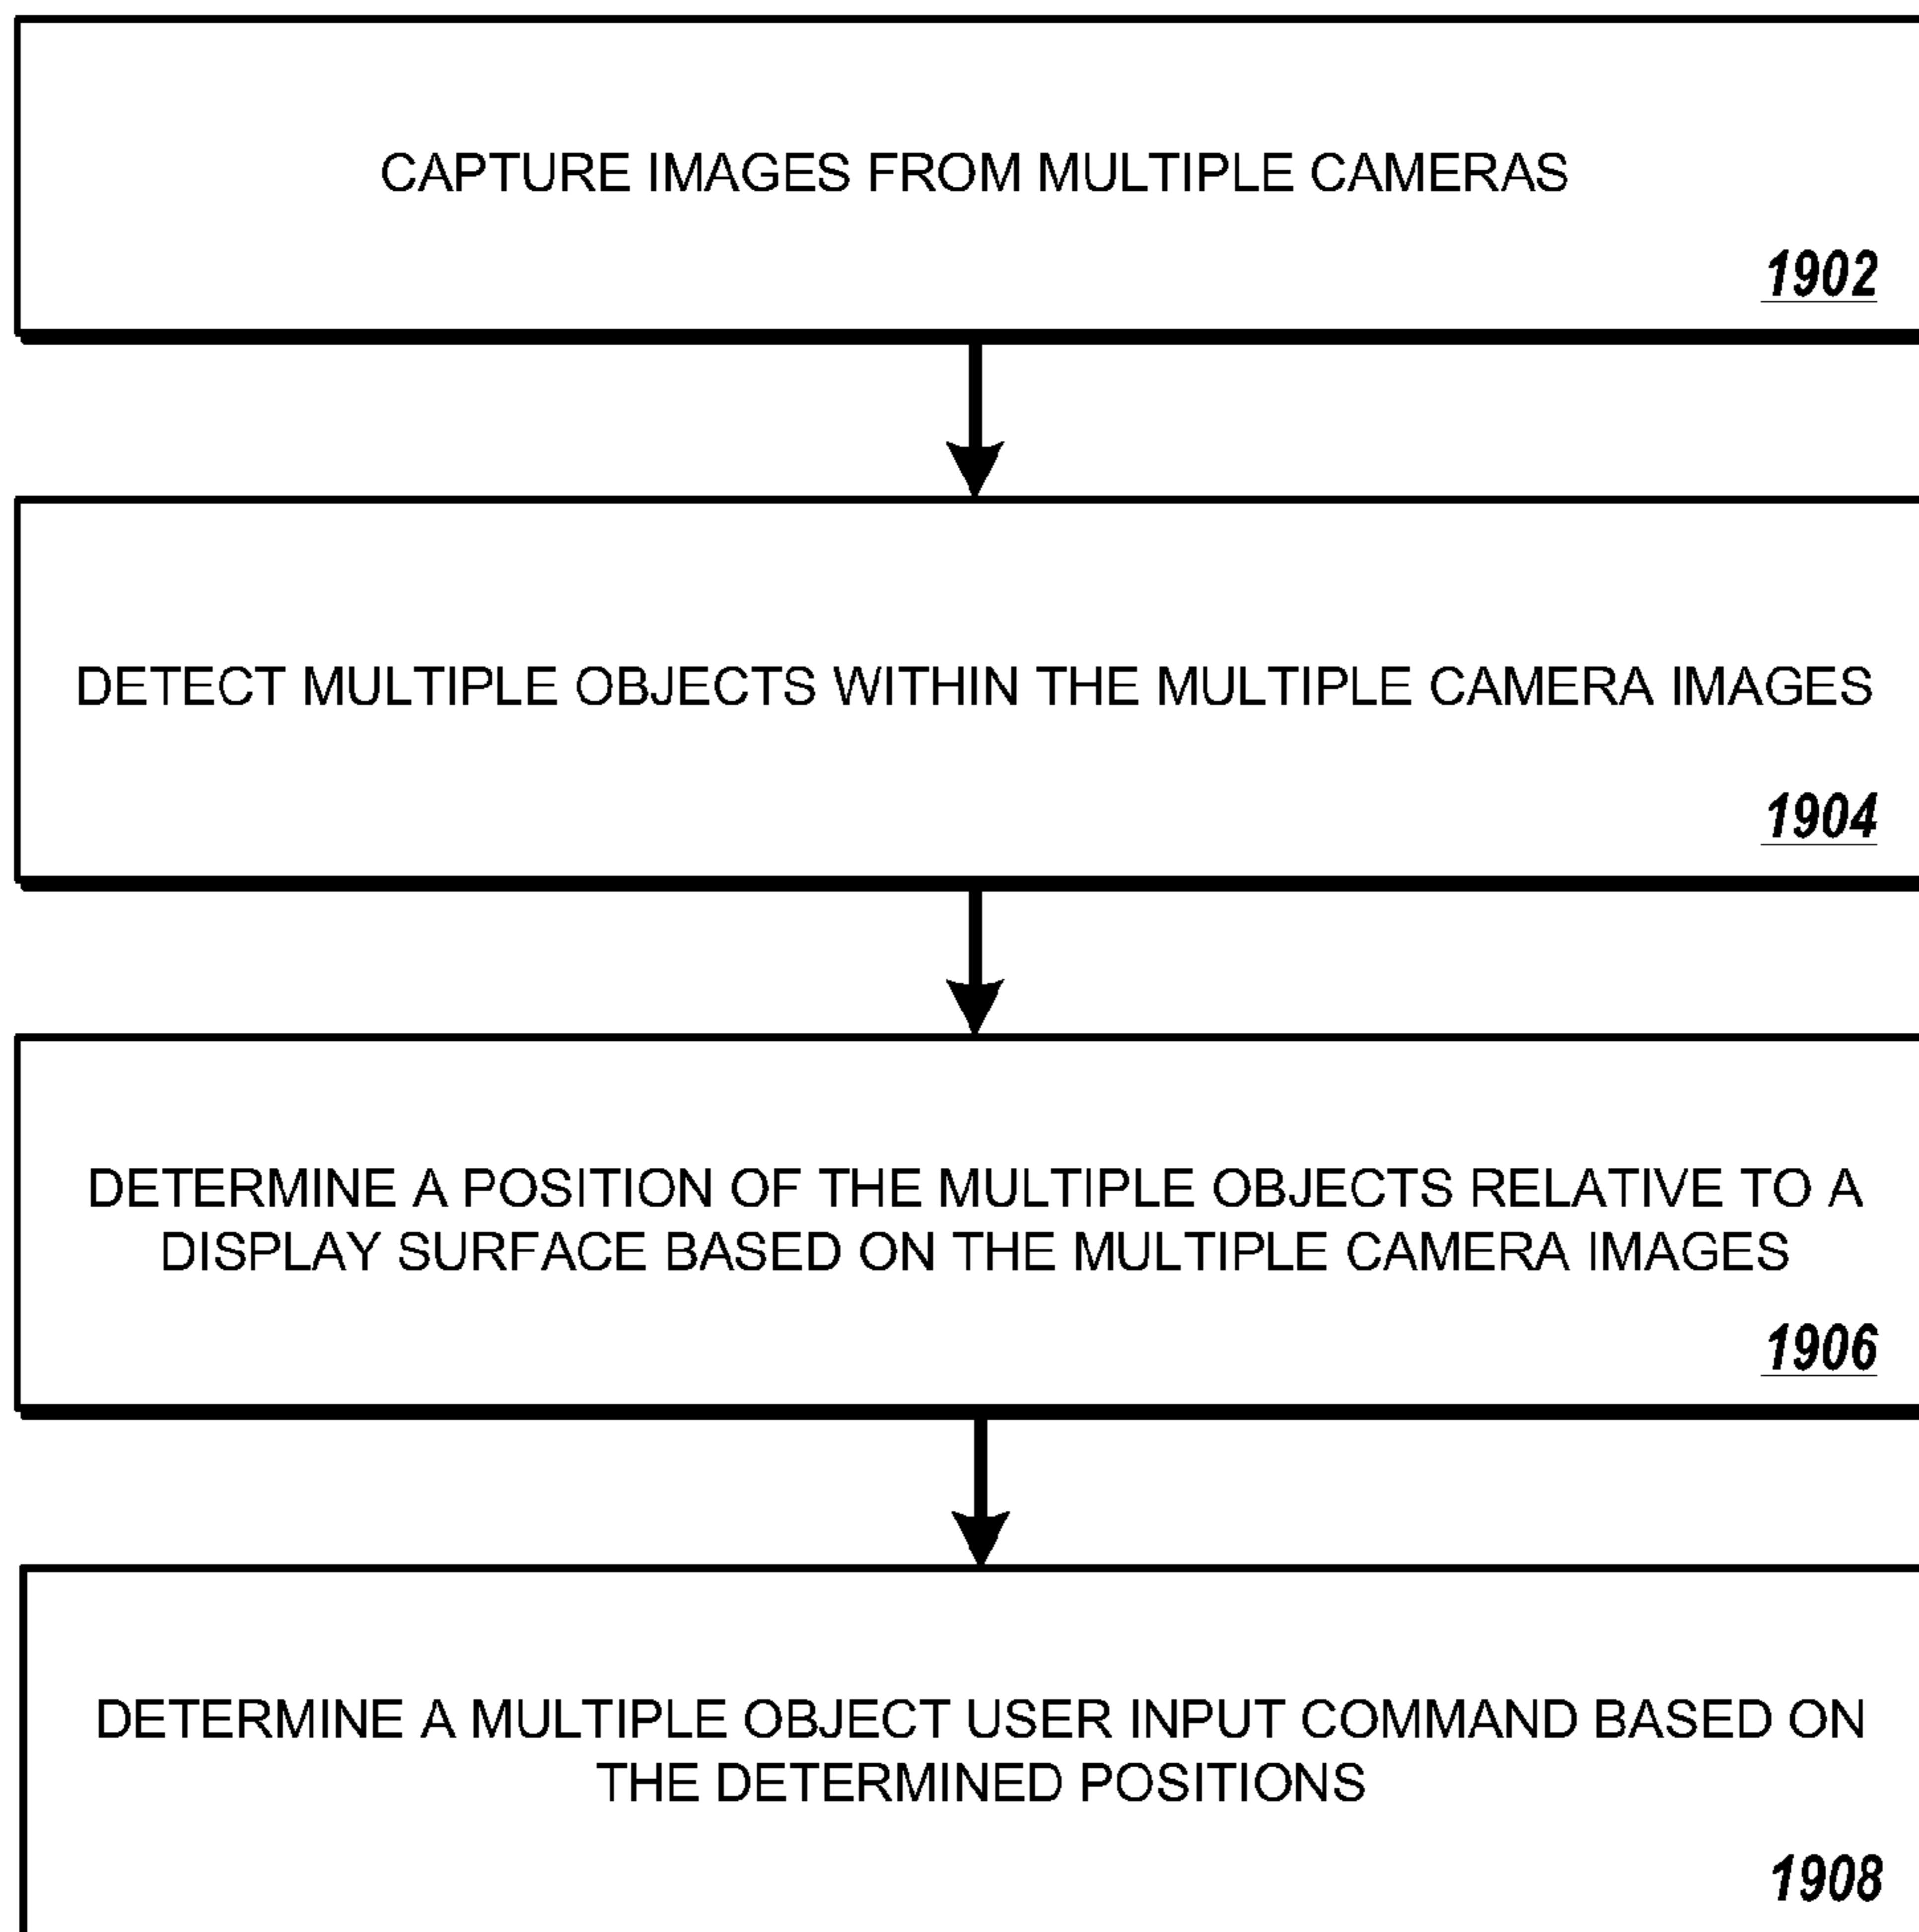 CAPTURE IMAGES FROM MULTIPLE CAMERAS
1902
DETECT MULTIPLE OBJECTS WITHIN THE MULTIPLE CAMERA IMAGES
1904
DETERMINE A POSITION OF THE MULTIPLE OBJECTS RELATIVE TO A
DISPLAY SURFACE BASED ON THE MULTIPLE CAMERA IMAGES
1906
DETERMINE A MULTIPLE OBJECT USER INPUT COMMAND BASED ON
THE DETERMINED POSITIONS
1908